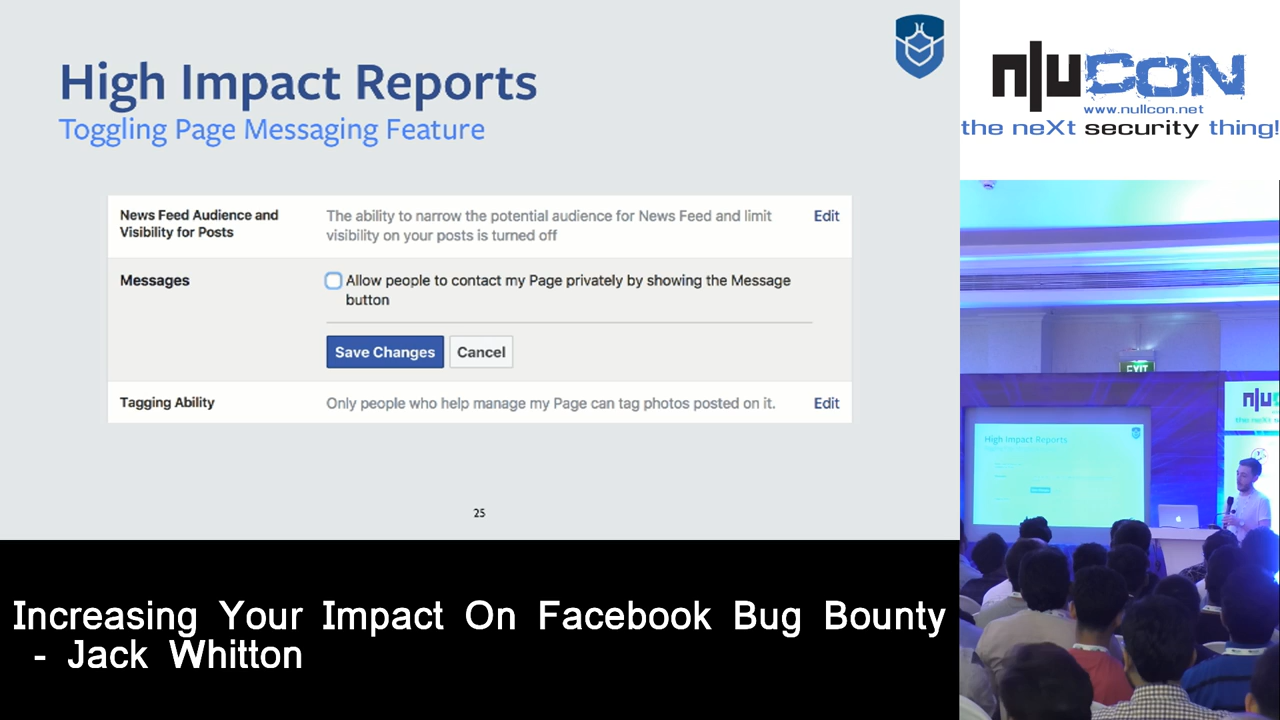 High Impact Reports
Toggling Page Messaging Feature
News Feed Audience and
Visibility for Posts
The ability to narrow the potential audience for News Feed and limit
visibility on your posts is turned off
Edit
Messages
Allow people to contact my Page privately by showing the Message
button
Save Changes
Cancel
Tagging Ability
Only people who help manage my Page can tag photos posted on it.
Edit
25
n|uCON
www.nullcon.net
the neXt security thing!
EXIT
n|u
High Impact Reports
Increasing Your Impact On Facebook Bug Bounty
- Jack Whitton